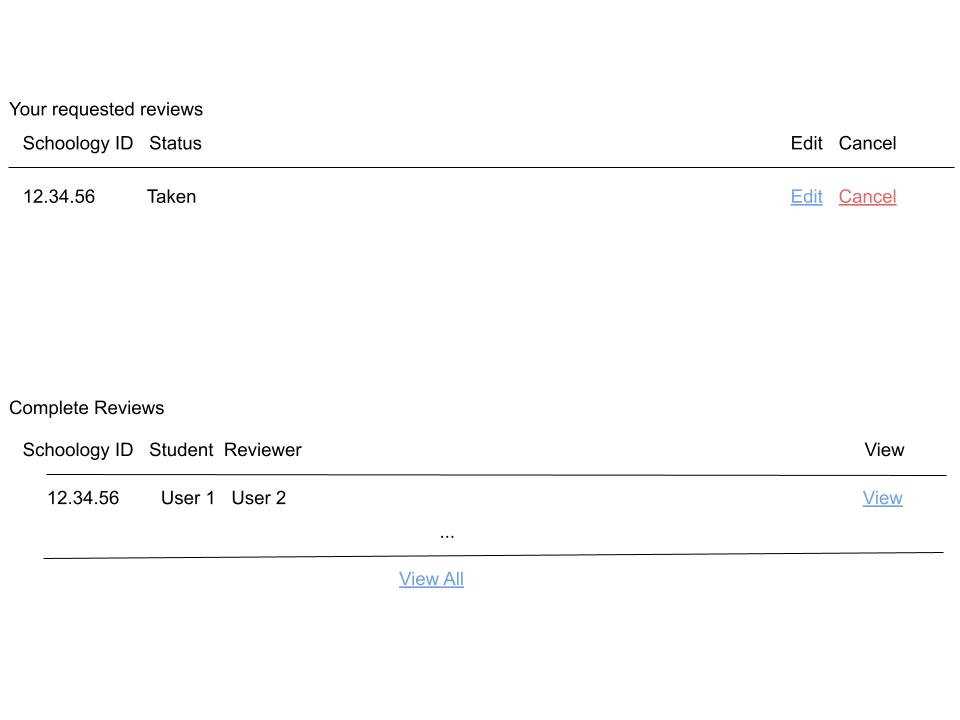 Your requested reviews
Schoology ID Status Edit Cancel
12.34.56 Taken Edit Cancel
Complete Reviews
Schoology ID Student Reviewer View
12.34.56 User 1 User 2 View
...
View All